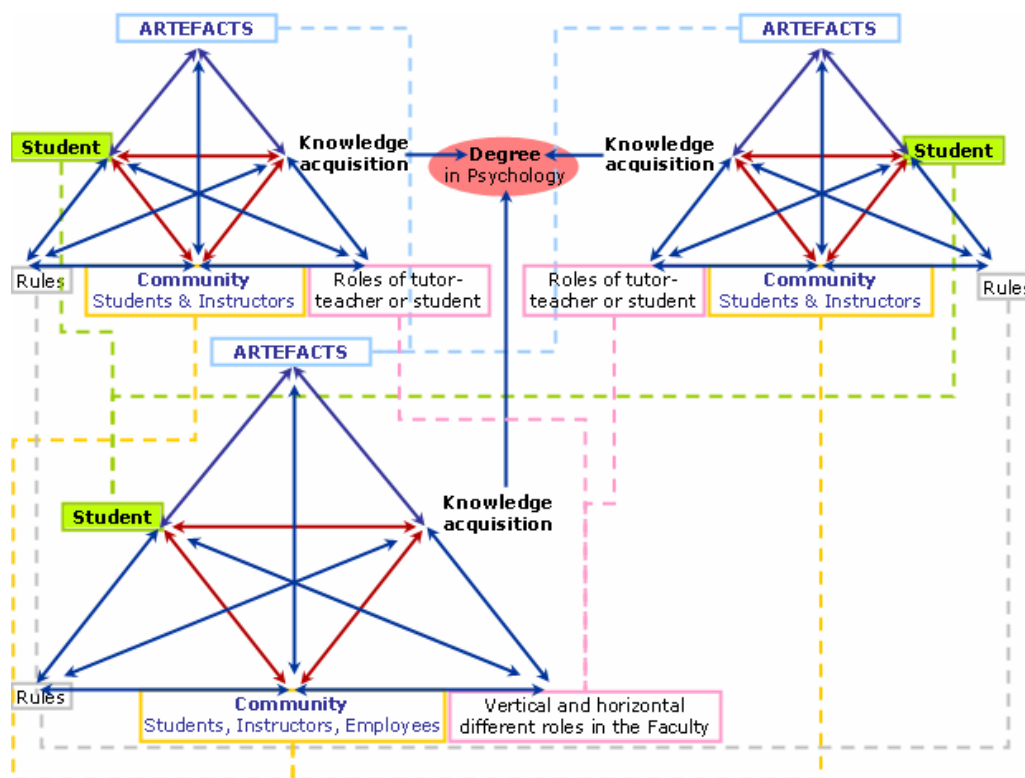 ARTEFACTS
ARTEFACTS
Student
Knowledge
acquisition
Degree
in Psychology
Knowledge
acquisition
Student
Rules
Community
Students & Instructors
Roles of tutor-
teacher or student
Roles of tutor-
teacher or student
Community
Students & Instructors
Rules
ARTEFACTS
Student
Knowledge
acquisition
Rules
Community
Students, Instructors, Employees
Vertical and horizontal
different roles in the Faculty